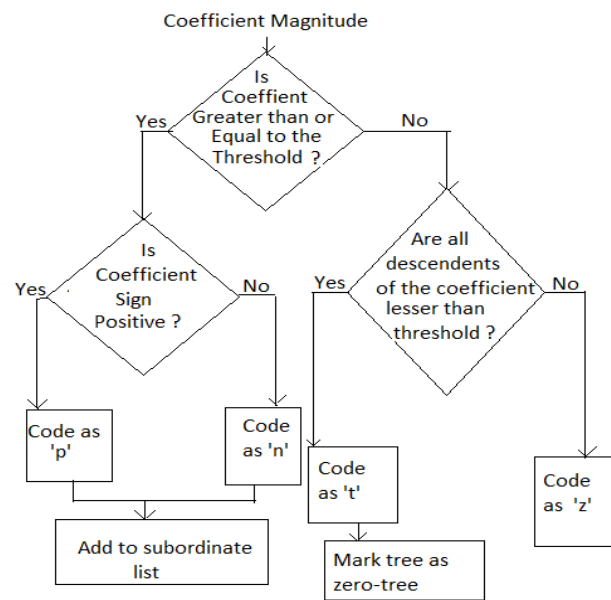 Coefficient Magnitude
Is
Coeffient
Greater than or
Equal to the
Threshold ?
Yes
No
Is
Coefficient
Sign
Positive ?
Yes
No
Are all
descendents
of the coefficient
lesser than
threshold ?
Yes
No
Code as
'p'
Code
as 'n'
Code
as 't'
Code
as 'z'
Add to subordinate
list
Mark tree as
zero-tree